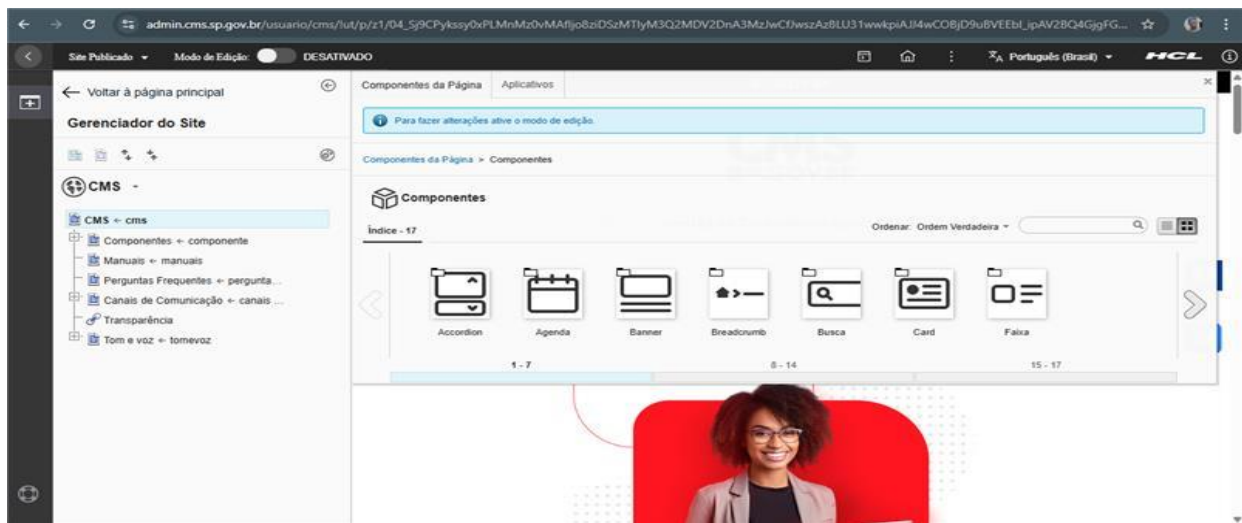 admin.cms.sp.gov.br/usuario/cms/!ut/p/z1/
Site Publicado Modo de Edição: DESATIVADO Português (Brasil) HCL
Voltar à página principal
Gerenciador do Site
CMS -
CMS ← cms
Componentes ← componente
Manuais ← manuais
Perguntas Frequentes ← pergunta...
Canais de Comunicação ← canais ...
Transparência
Tom e voz ← tomevoz
Componentes da Página Aplicativos
Para fazer alterações ative o modo de edição.
Componentes da Página > Componentes
Componentes
Índice - 17 Ordenar: Ordem Verdadeira
Accordion Agenda Banner Breadcrumb Busca Card Faixa
1 - 7 8 - 14 15 - 17